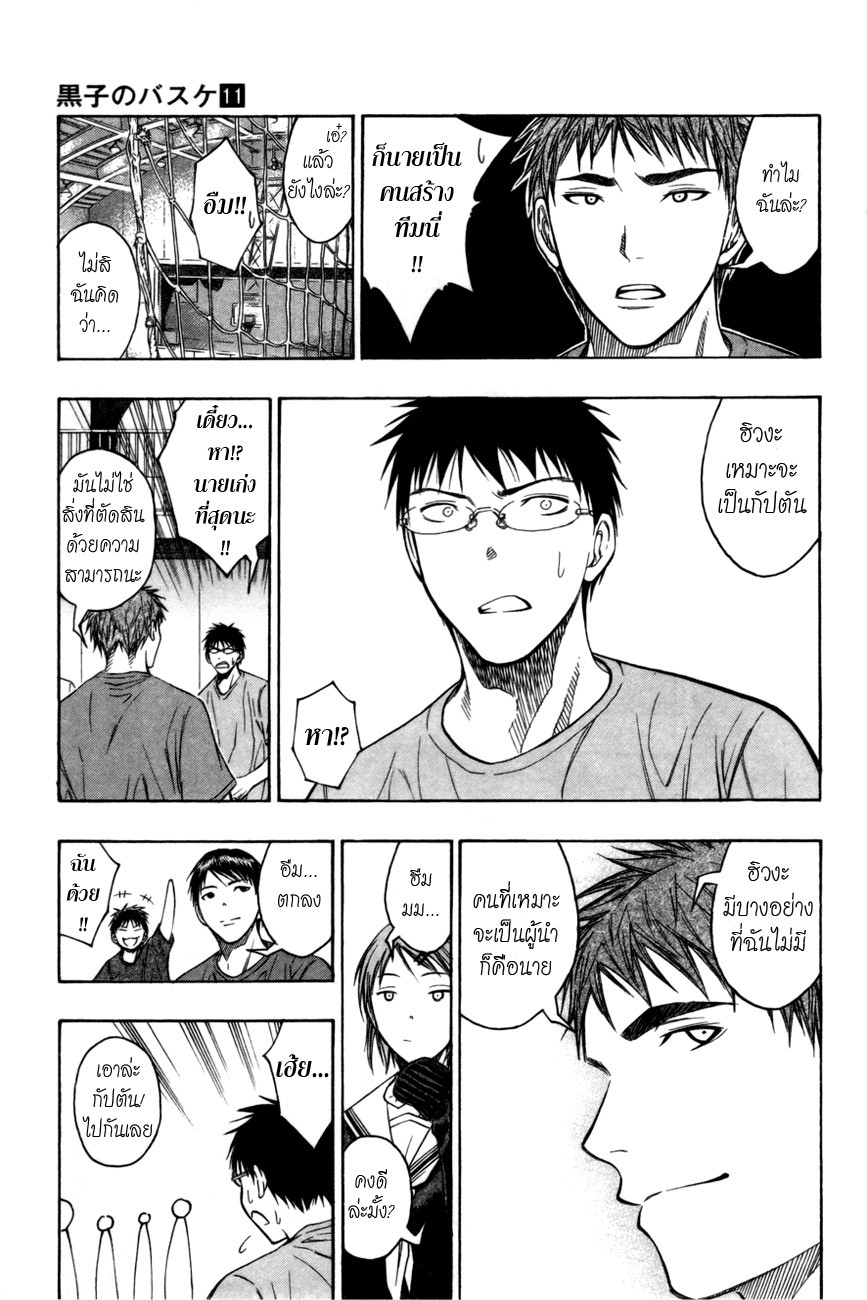 黒子のバスケ11
ทำไม
ฉันล่ะ?
ก็นายเป็น
คนสร้าง
ทีมนี่
!!
เอ๋?
แล้ว
ยังไงล่ะ?
อืม!!
ไม่สิ
ฉันคิด
ว่า...
ฮิวงะ
เหมาะจะ
เป็นกัปตัน
หา!?
เดี๋ยว...
หา!?
นายเก่ง
ที่สุดนะ
!!
มันไม่ใช่
สิ่งที่ตัดสิน
ด้วยความ
สามารถนะ
ฮิวงะ
มีบางอย่าง
ที่ฉันไม่มี
คนที่เหมาะ
จะเป็นผู้นำ
ก็คือนาย
ฮืม
มม...
คงดี
ล่ะมั้ง?
อืม...
ตกลง
ฉัน
ด้วย
!!
เฮ้ย...
เอาล่ะ
กัปตัน!
ไปกันเลย